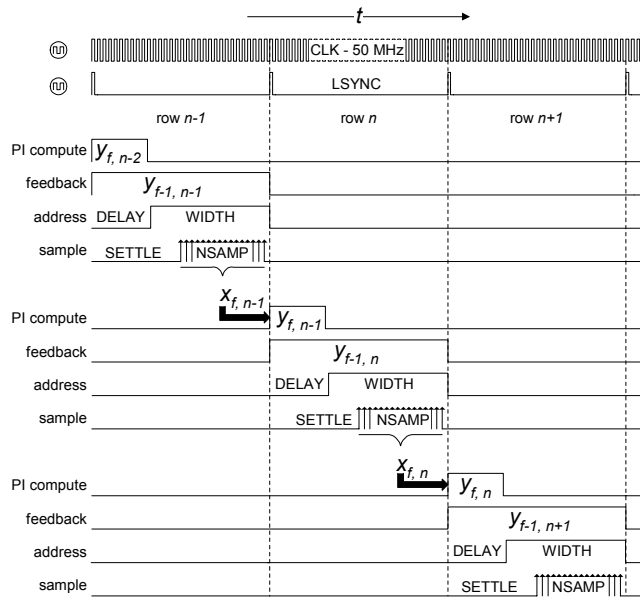 t
CLK - 50 MHz
LSYNC
row n-1 row n row n+1
PI compute y f, n-2
feedback y f-1, n-1
address DELAY WIDTH
sample SETTLE NSAMP
x f, n-1
PI compute y f, n-1
feedback y f-1, n
address DELAY WIDTH
sample SETTLE NSAMP
x f, n
PI compute y f, n
feedback y f-1, n+1
address DELAY WIDTH
sample SETTLE NSAMP